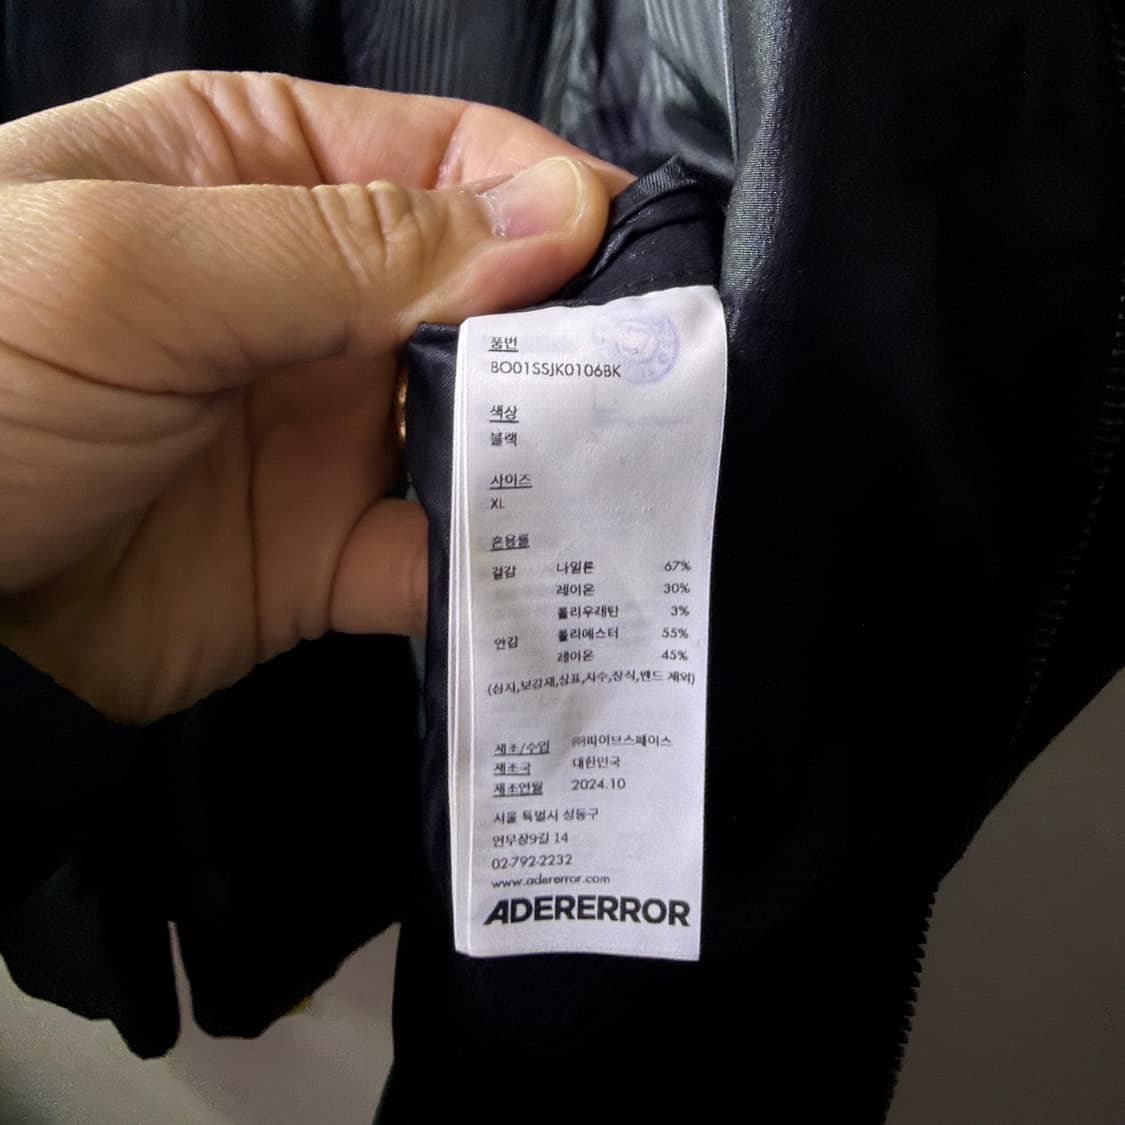 품번
BO01SSJK0106BK
색상
블랙
사이즈
XL
혼용률
겉감 나일론 67%
레이온 30%
폴리우레탄 3%
안감 폴리에스터 55%
레이온 45%
(심지,보강재,상표,자수,장식,밴드 제외)
제조/수입 ㈜파이브스페이스
제조국 대한민국
제조연월 2024.10
서울 특별시 성동구
연무장9길 14
02-792-2232
www.adererror.com
ADERERROR